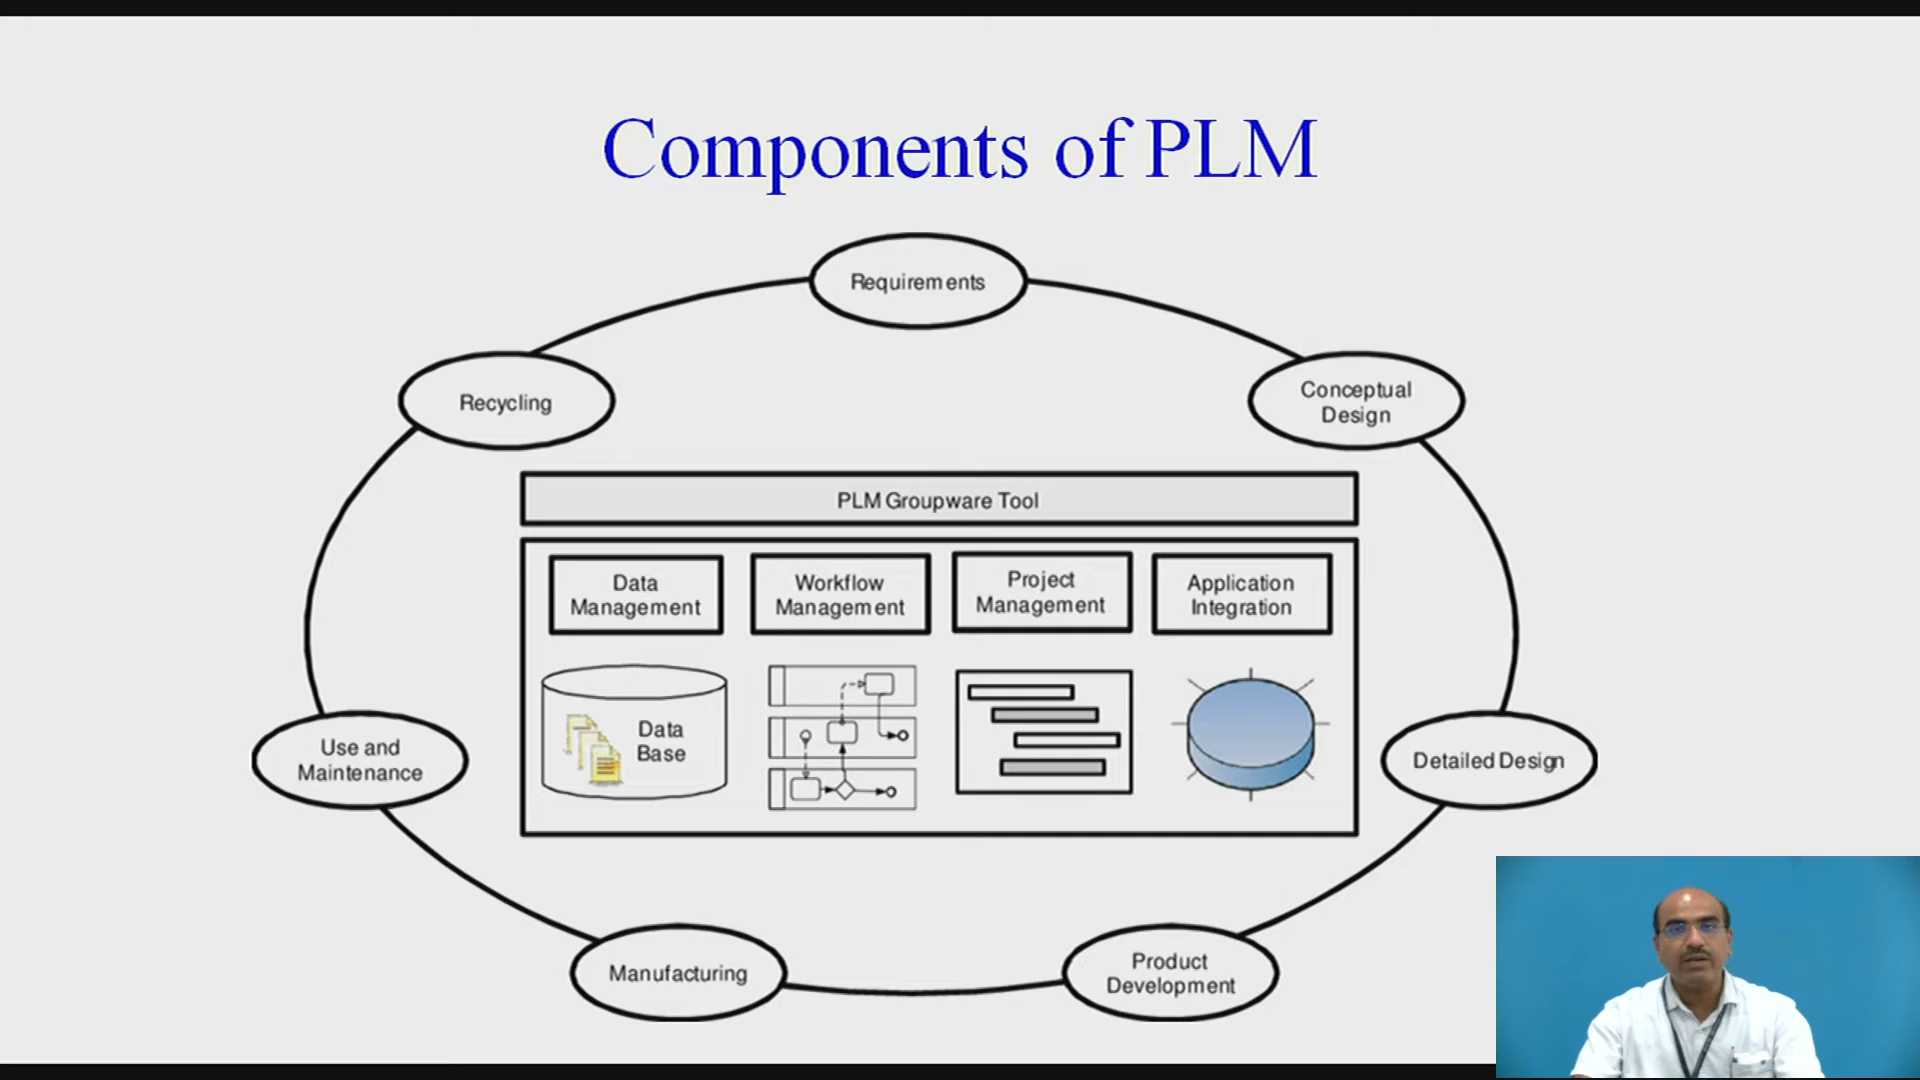 Components of PLM
Requirements
Recycling
Conceptual
Design
PLM Groupware Tool
Data
Management
Workflow
Management
Project
Management
Application
Integration
Data
Base
Use and
Maintenance
Detailed Design
Manufacturing
Product
Development